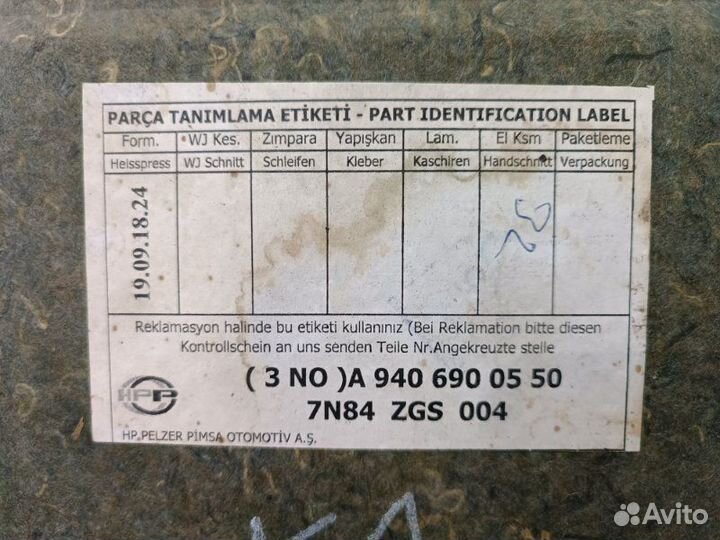 PARÇA TANIMLAMA ETİKETİ - PART IDENTIFICATION LABEL
Form. WJ Kes. Zımpara Yapışkan Lam. El Ksm Paketleme
Heisspress WJ Schnitt Schleifen Kleber Kaschiren Handschnitt Verpackung
19.09.18.24
Reklamasyon halinde bu etiketi kullanınız (Bei Reklamation bitte diesen
Kontrollschein an uns senden Teile Nr.Angekreuzte stelle
( 3 NO )A 940 690 05 50
7N84 ZGS 004
HPP
HP PELZER PİMSA OTOMOTİV A.Ş.
Avito